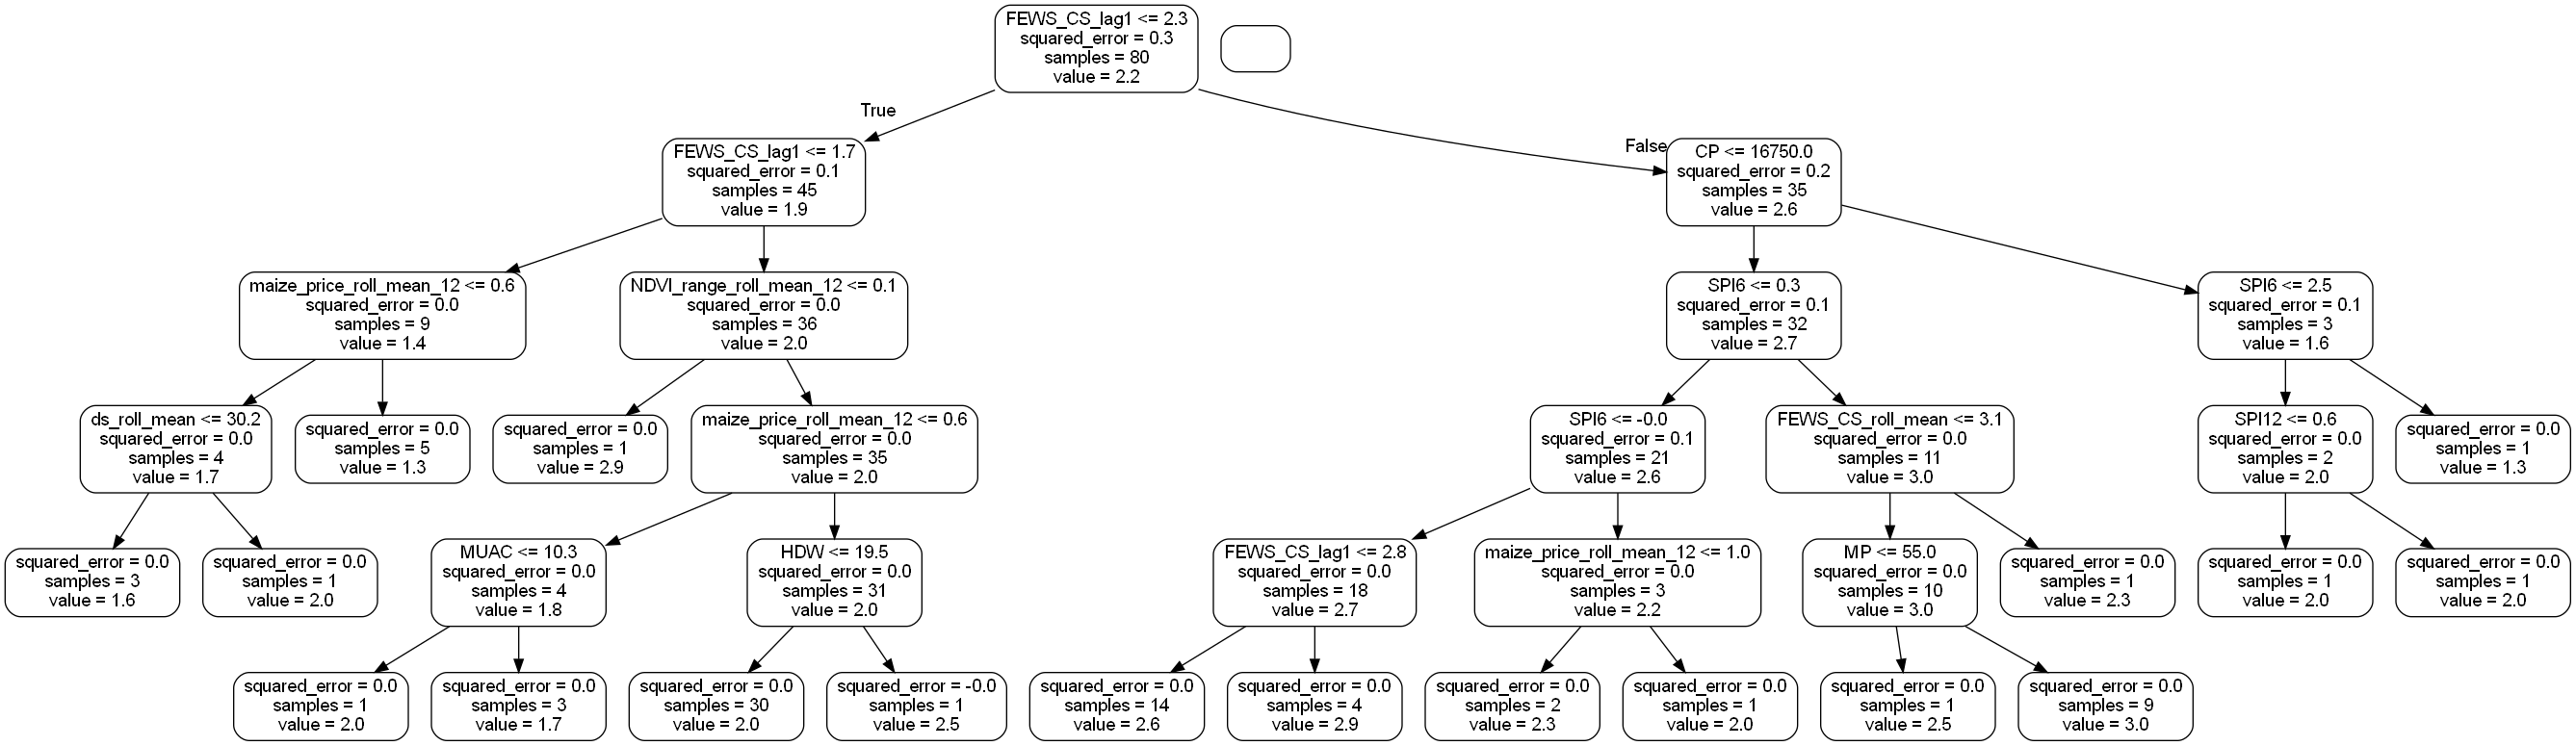 FEWS_CS_lag1 <= 2.3
squared_error = 0.3
samples = 80
value = 2.2
True
False
FEWS_CS_lag1 <= 1.7
squared_error = 0.1
samples = 45
value = 1.9
CP <= 16750.0
squared_error = 0.2
samples = 35
value = 2.6
maize_price_roll_mean_12 <= 0.6
squared_error = 0.0
samples = 9
value = 1.4
NDVI_range_roll_mean_12 <= 0.1
squared_error = 0.0
samples = 36
value = 2.0
SPI6 <= 0.3
squared_error = 0.1
samples = 32
value = 2.7
SPI6 <= 2.5
squared_error = 0.1
samples = 3
value = 1.6
ds_roll_mean <= 30.2
squared_error = 0.0
samples = 4
value = 1.7
squared_error = 0.0
samples = 5
value = 1.3
squared_error = 0.0
samples = 1
value = 2.9
maize_price_roll_mean_12 <= 0.6
squared_error = 0.0
samples = 35
value = 2.0
SPI6 <= -0.0
squared_error = 0.1
samples = 21
value = 2.6
FEWS_CS_roll_mean <= 3.1
squared_error = 0.0
samples = 11
value = 3.0
SPI12 <= 0.6
squared_error = 0.0
samples = 2
value = 2.0
squared_error = 0.0
samples = 1
value = 1.3
squared_error = 0.0
samples = 3
value = 1.6
squared_error = 0.0
samples = 1
value = 2.0
MUAC <= 10.3
squared_error = 0.0
samples = 4
value = 1.8
HDW <= 19.5
squared_error = 0.0
samples = 31
value = 2.0
FEWS_CS_lag1 <= 2.8
squared_error = 0.0
samples = 18
value = 2.7
maize_price_roll_mean_12 <= 1.0
squared_error = 0.0
samples = 3
value = 2.2
MP <= 55.0
squared_error = 0.0
samples = 10
value = 3.0
squared_error = 0.0
samples = 1
value = 2.3
squared_error = 0.0
samples = 1
value = 2.0
squared_error = 0.0
samples = 1
value = 2.0
squared_error = 0.0
samples = 1
value = 2.0
squared_error = 0.0
samples = 3
value = 1.7
squared_error = 0.0
samples = 30
value = 2.0
squared_error = -0.0
samples = 1
value = 2.5
squared_error = 0.0
samples = 14
value = 2.6
squared_error = 0.0
samples = 4
value = 2.9
squared_error = 0.0
samples = 2
value = 2.3
squared_error = 0.0
samples = 1
value = 2.0
squared_error = 0.0
samples = 1
value = 2.5
squared_error = 0.0
samples = 9
value = 3.0